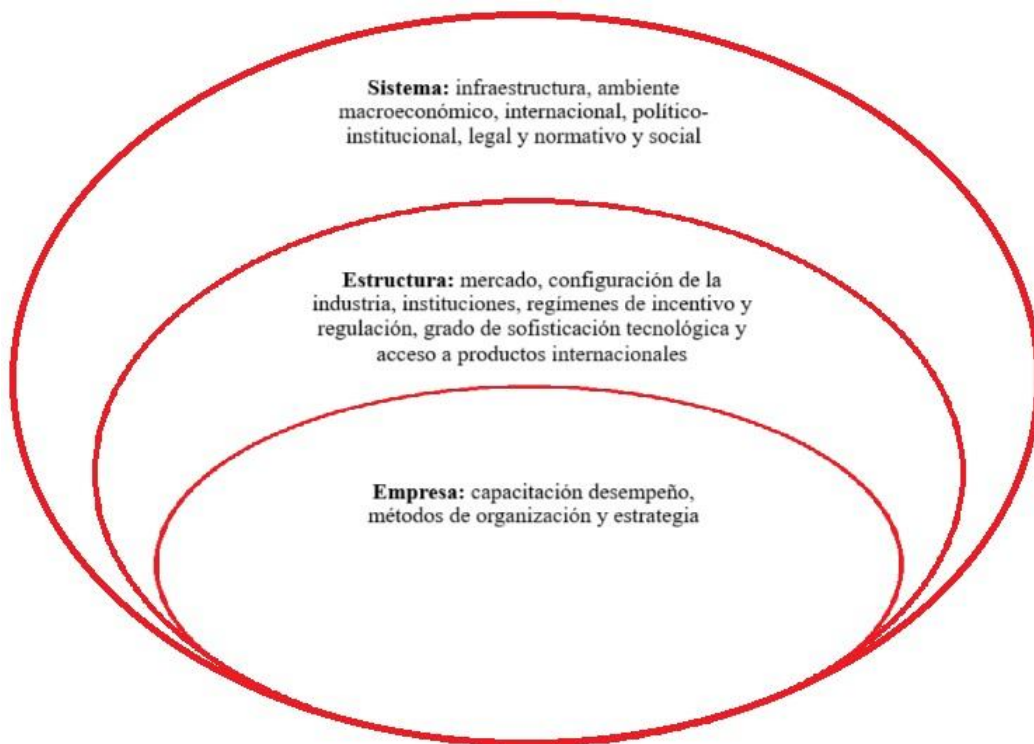 Sistema: infraestructura, ambiente
macroeconómico, internacional, político-
institucional, legal y normativo y social
Estructura: mercado, configuración de la
industria, instituciones, regímenes de incentivo y
regulación, grado de sofisticación tecnológica y
acceso a productos internacionales
Empresa: capacitación desempeño,
métodos de organización y estrategia